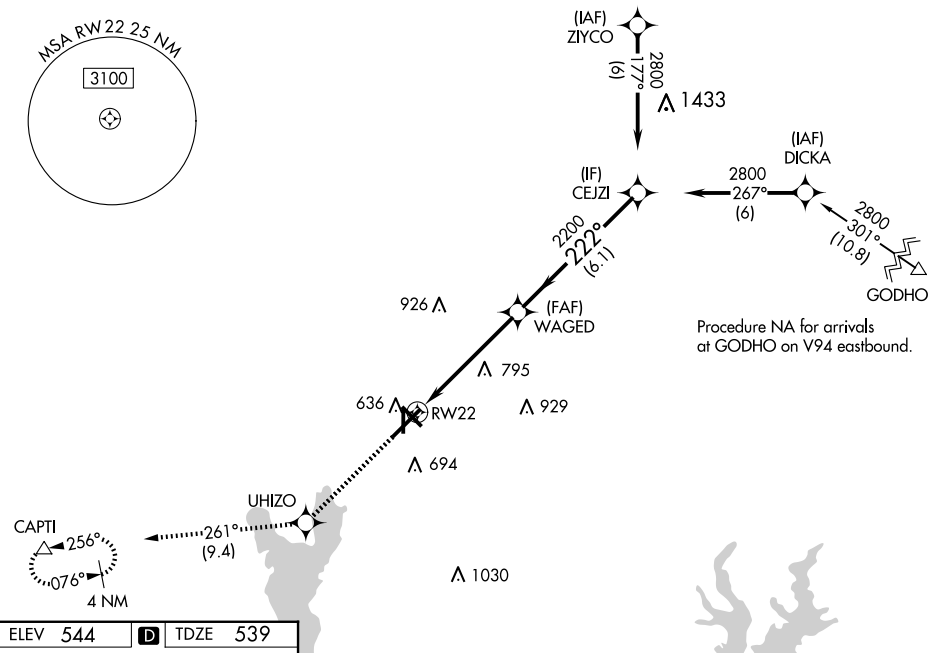 MSA RW22 25 NM
3100
(IAF)
ZIYCO
2800
177°
(6)
1433
(IAF)
DICKA
2800
267°
(6)
2800
301°
(10.8)
GODHO
(IF)
CEJZI
2200
222°
(6.1)
Procedure NA for arrivals
at GODHO on V94 eastbound.
926
(FAF)
WAGED
795
636
RW22
929
694
UHIZO
CAPTI
256°
261°
(9.4)
076°
4 NM
1030
ELEV 544 D TDZE 539